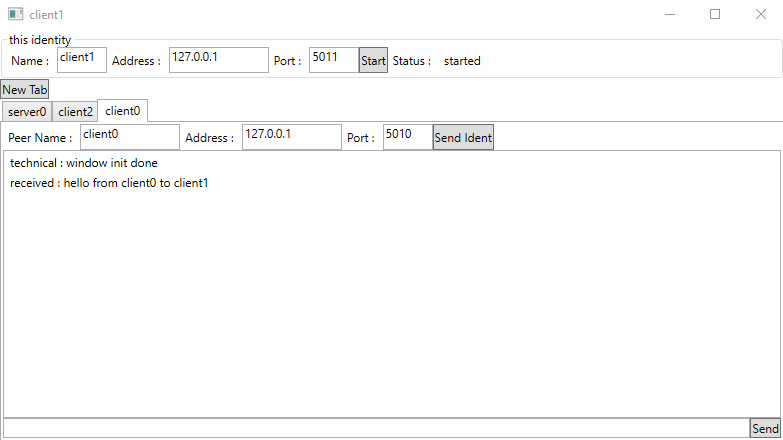 client1
this identity
Name : client1 Address : 127.0.0.1 Port : 5011 Start Status : started
New Tab
server0 client2 client0
Peer Name : client0 Address : 127.0.0.1 Port : 5010 Send Ident
technical : window init done
received : hello from client0 to client1
Send